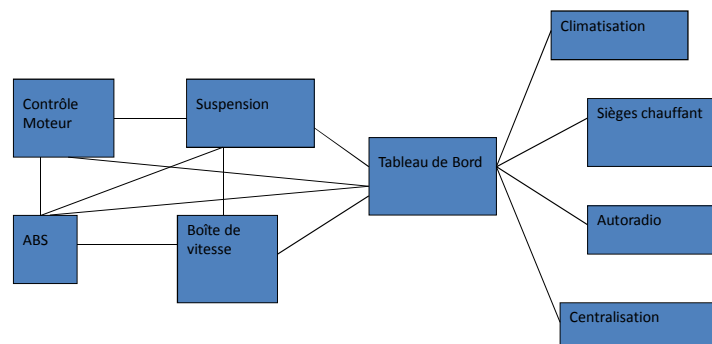 Climatisation
Contrôle
Moteur
Suspension
Sièges chauffant
Tableau de Bord
ABS
Boîte de
vitesse
Autoradio
Centralisation